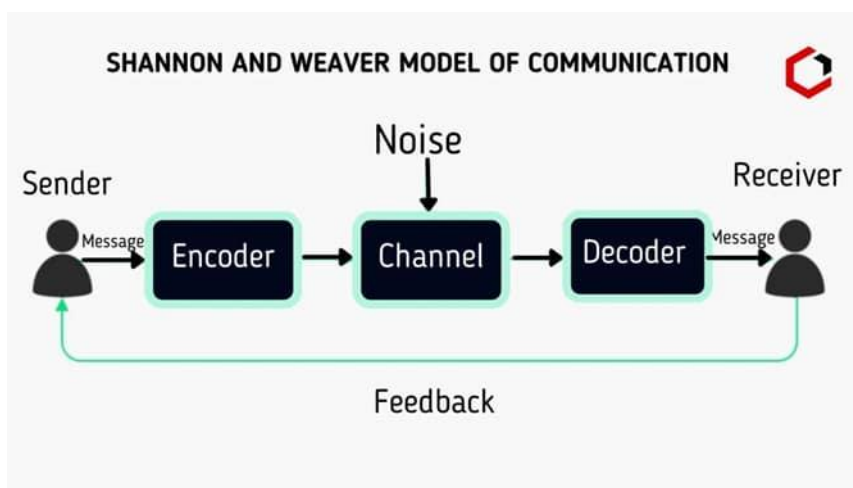 SHANNON AND WEAVER MODEL OF COMMUNICATION
Noise
Sender
Receiver
Message
Encoder
Channel
Decoder
Message
Feedback